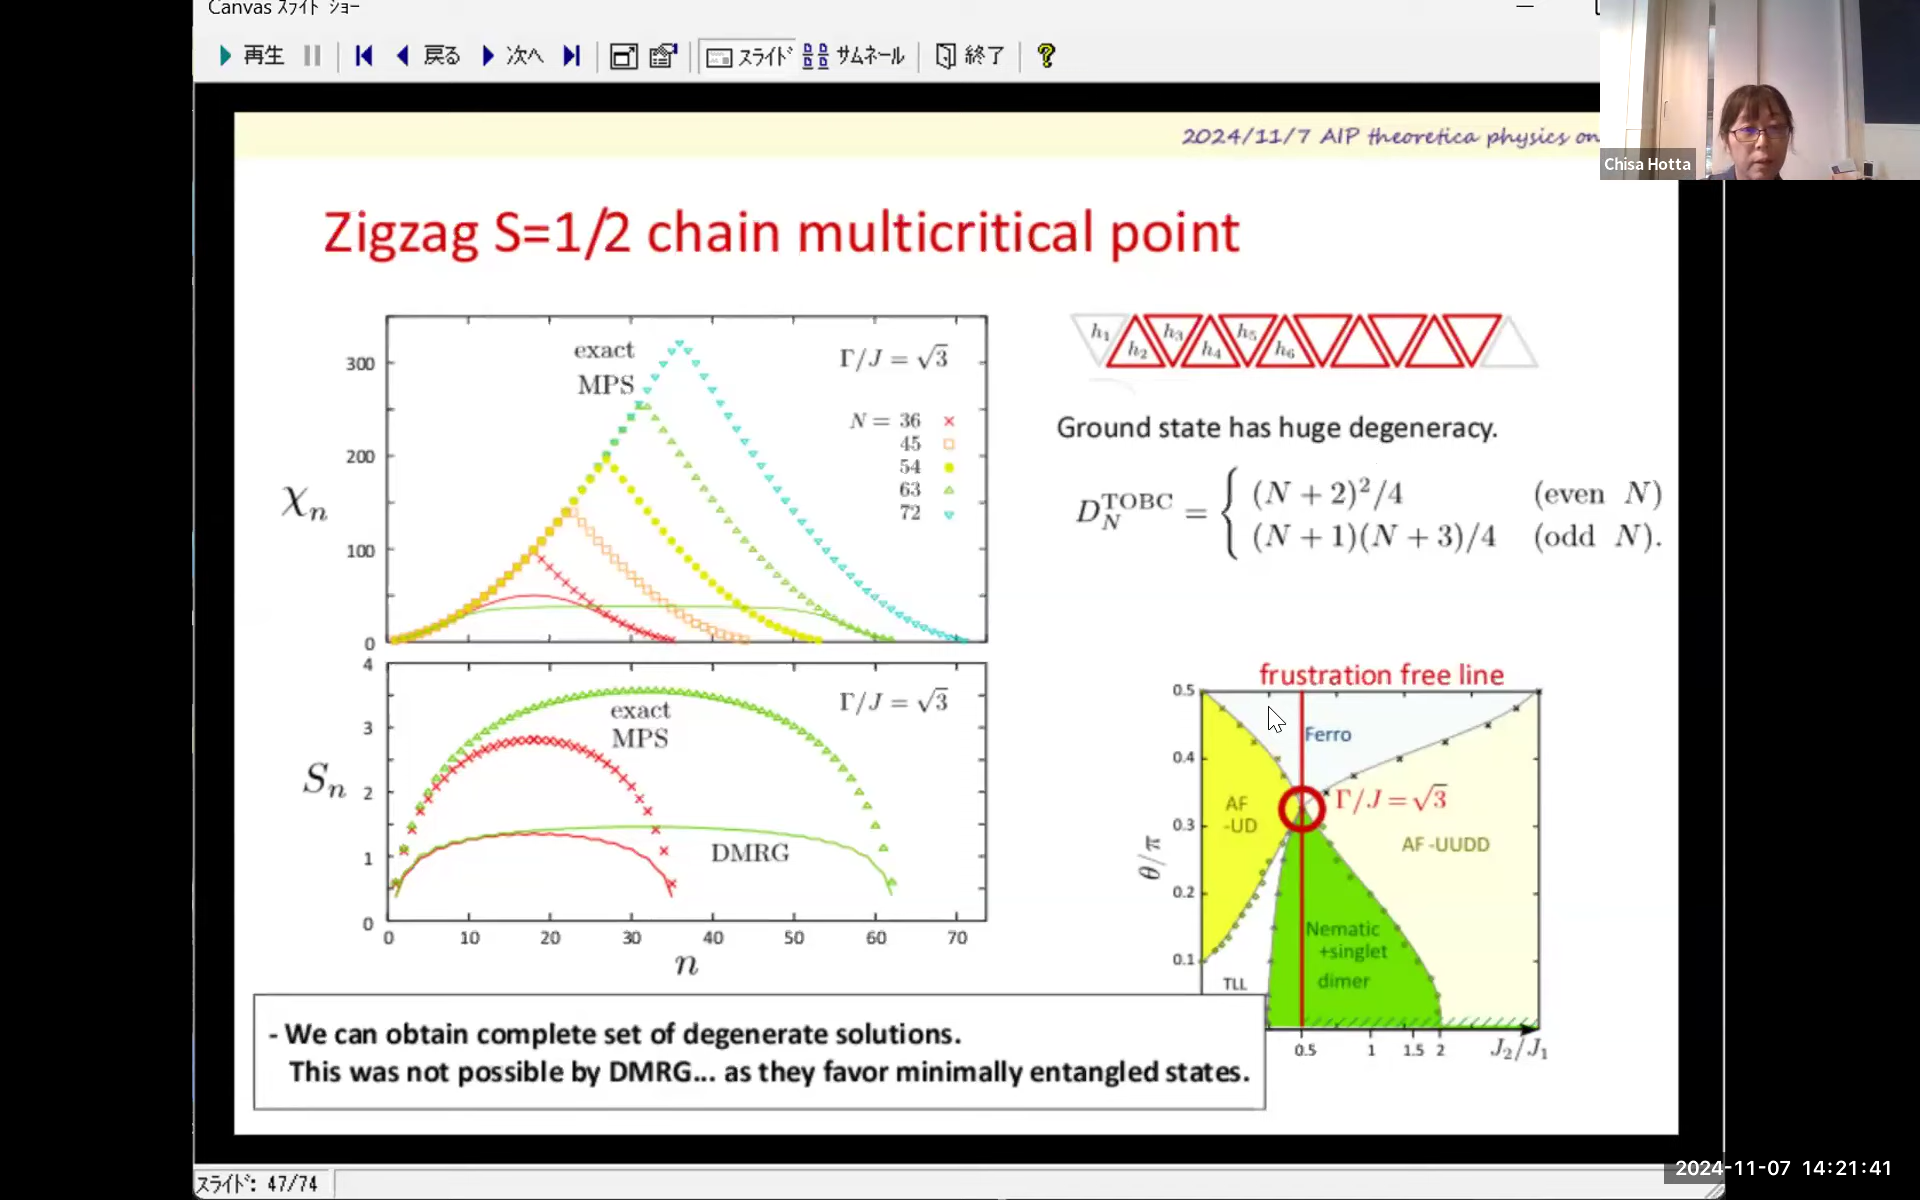 Canvas ｽﾗｲﾄﾞ ｼｮｰ
再生 戻る 次へ ｽﾗｲﾄﾞ ｻﾑﾈｰﾙ 終了
Chisa Hotta
2024/11/7 AIP theoretica physics on
Zigzag S=1/2 chain multicritical point
χn
300
200
100
0
exact
MPS
Γ/J = √3
N = 36
45
54
63
72
Sn
4
3
2
1
0
exact
MPS
Γ/J = √3
DMRG
0 10 20 30 40 50 60 70
n
h1 h2 h3 h4 h5 h6
Ground state has huge degeneracy.
D_N^TOBC = { (N + 2)²/4 (even N)
(N + 1)(N + 3)/4 (odd N).
frustration free line
θ/π
0.5
0.4
0.3
0.2
0.1
Ferro
Γ/J = √3
AF
-UD
AF -UUDD
Nematic
+singlet
dimer
TLL
0.5 1 1.5 2 J2/J1
- We can obtain complete set of degenerate solutions.
This was not possible by DMRG... as they favor minimally entangled states.
ｽﾗｲﾄﾞ: 47/74
2024-11-07 14:21:41